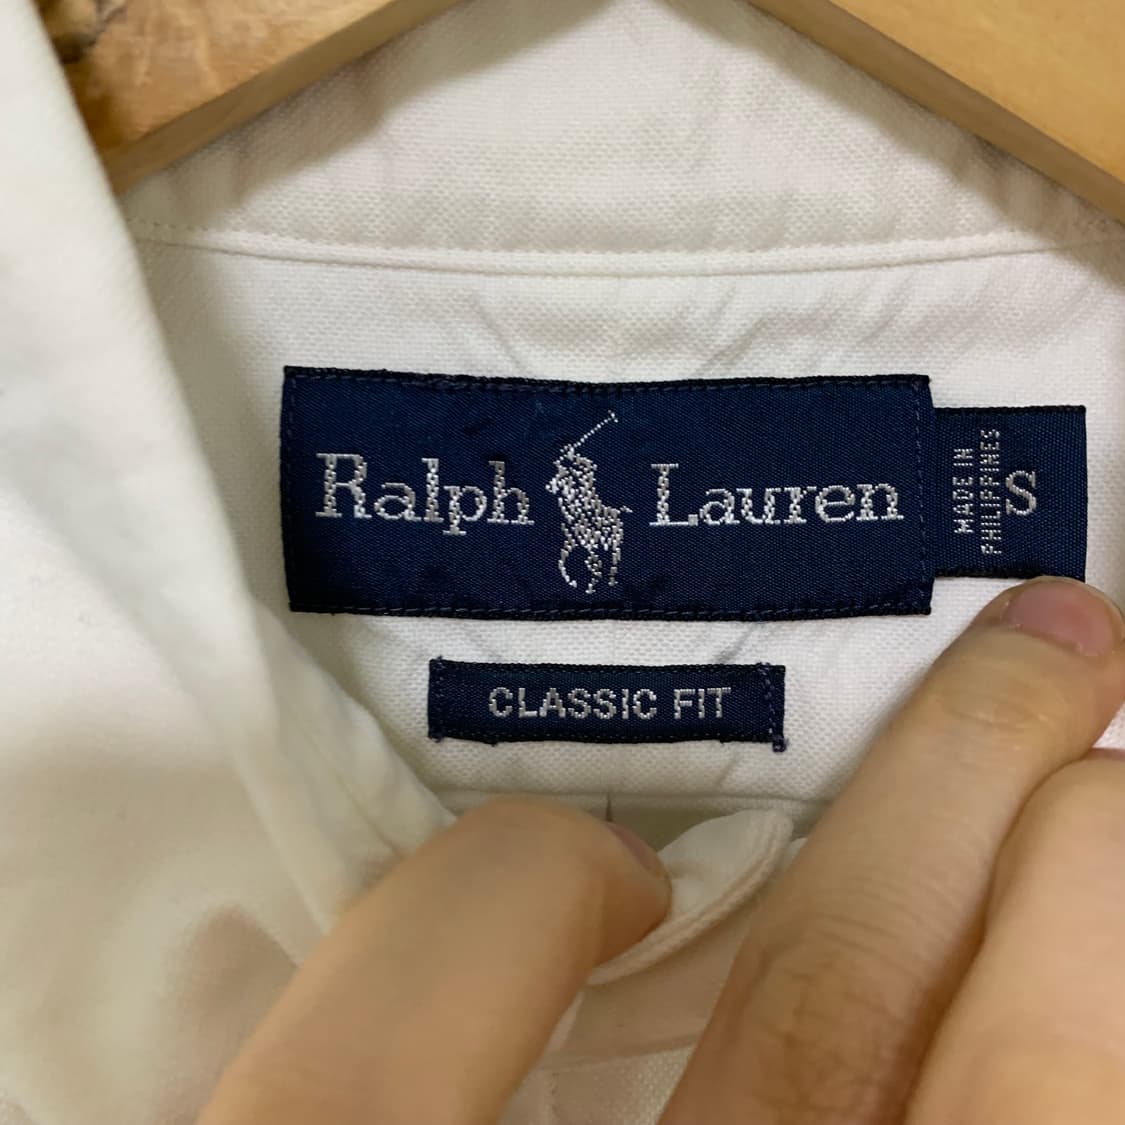 Ralph Lauren
MADE IN
PHILIPPINES
S
CLASSIC FIT